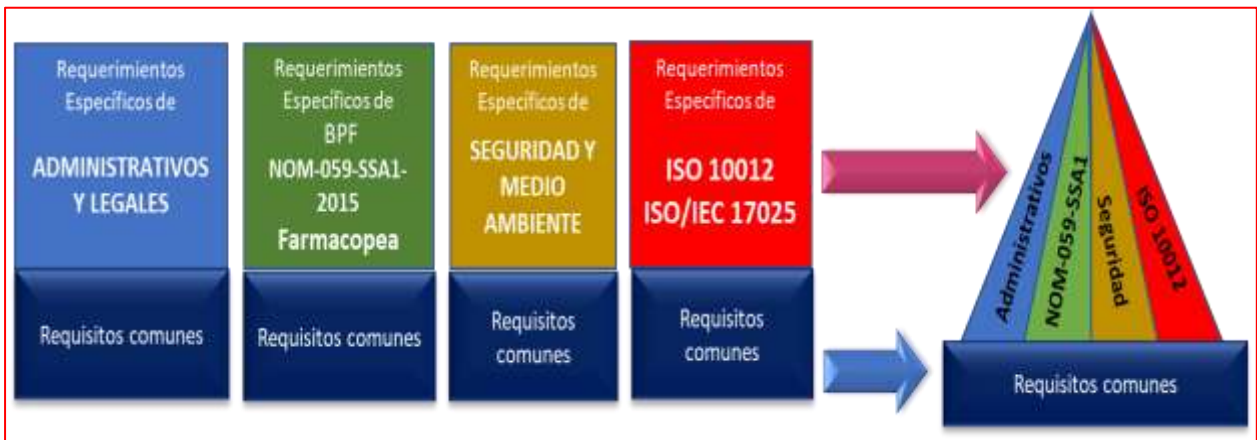 Requerimientos
Específicos de
ADMINISTRATIVOS
Y LEGALES
Requisitos comunes
Requerimientos
Específicos de
BPF
NOM-059-SSA1-
2015
Farmacopea
Requisitos comunes
Requerimientos
Específicos de
SEGURIDAD Y
MEDIO
AMBIENTE
Requisitos
comunes
Requerimientos
Específicos de
ISO 10012
ISO/IEC 17025
Requisitos
comunes
Administrativos
NOM-059-SSA1
Seguridad
ISO 10012
Requisitos comunes